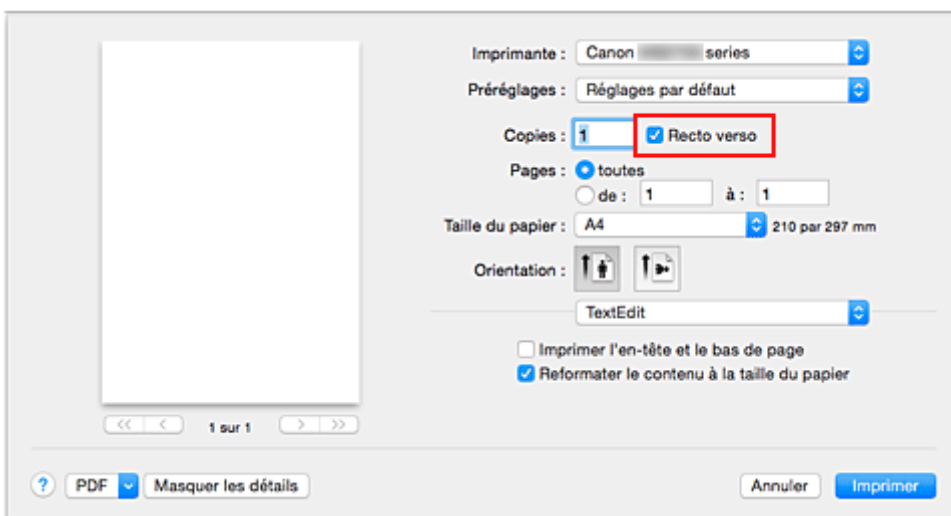 Imprimante : Canon series
Préréglages : Réglages par défaut
Copies : 1 Recto verso
Pages : toutes
de : 1 à : 1
Taille du papier : A4 210 par 297 mm
Orientation :
TextEdit
Imprimer l'en-tête et le bas de page
Reformater le contenu à la taille du papier
1 sur 1
? PDF Masquer les détails Annuler Imprimer